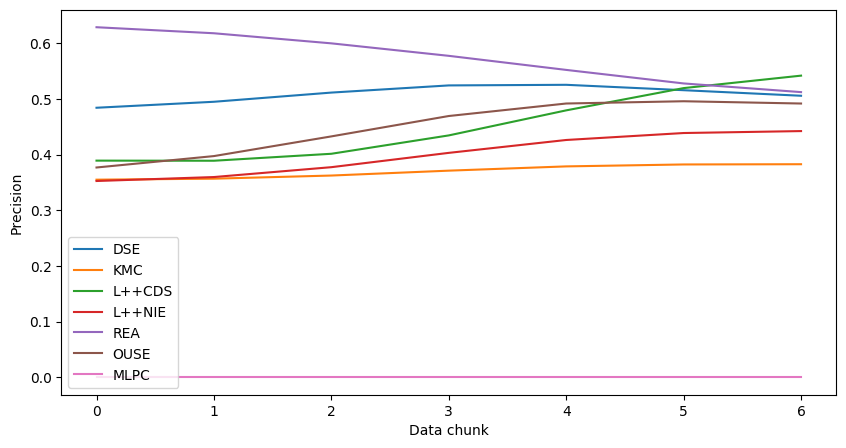 0.6
0.5
0.4
0.3
0.2
0.1
0.0
Precision
DSE
KMC
L++CDS
L++NIE
REA
OUSE
MLPC
0 1 2 3 4 5 6
Data chunk